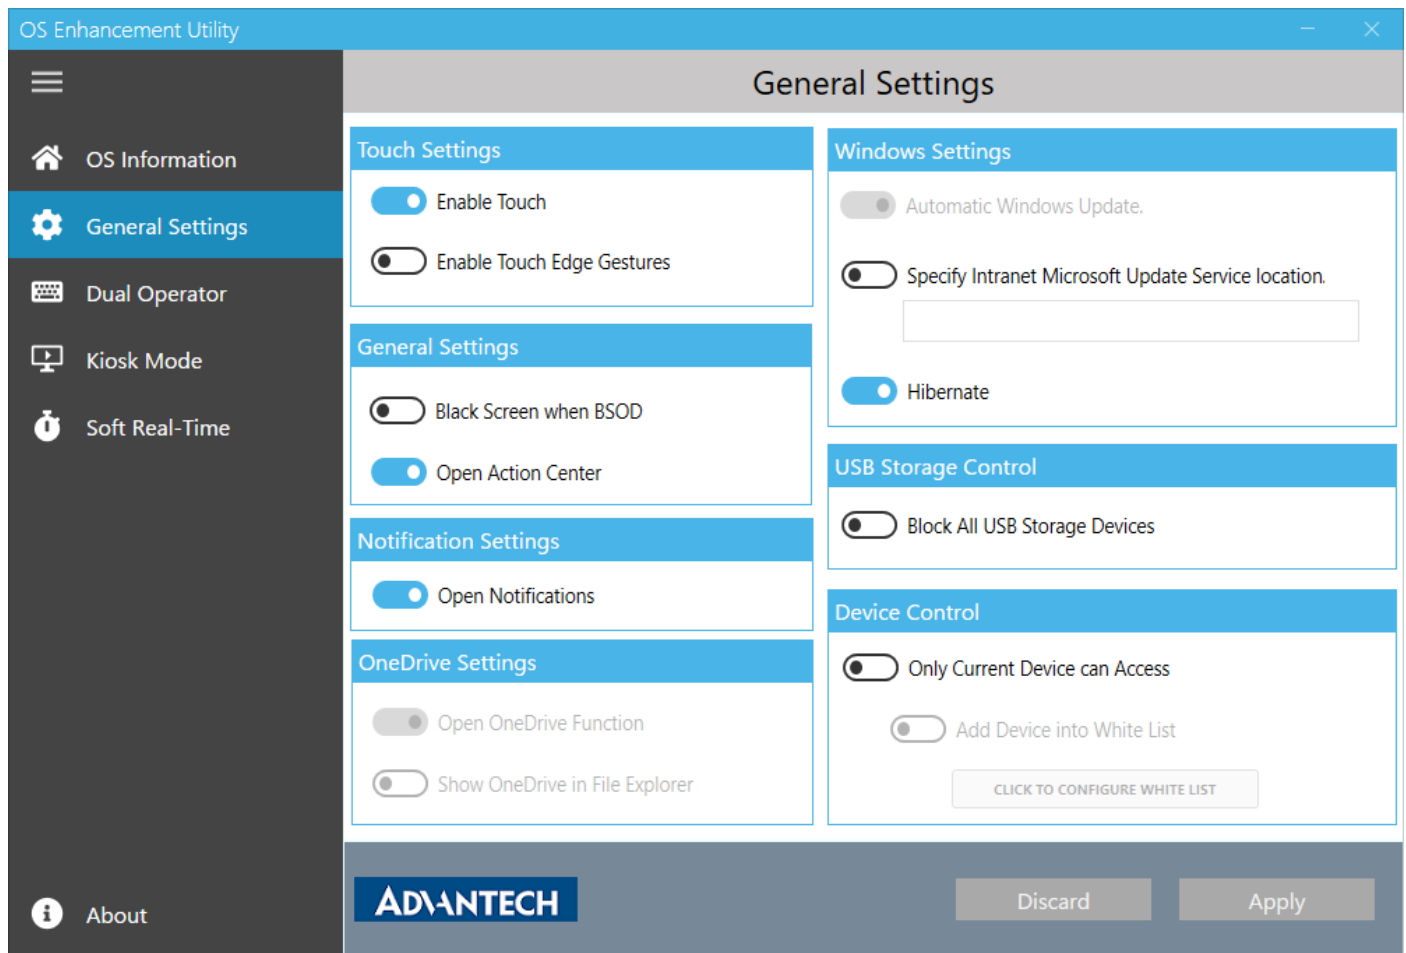 OS Enhancement Utility
General Settings
OS Information
General Settings
Dual Operator
Kiosk Mode
Soft Real-Time
About
Touch Settings
Enable Touch
Enable Touch Edge Gestures
General Settings
Black Screen when BSOD
Open Action Center
Notification Settings
Open Notifications
OneDrive Settings
Open OneDrive Function
Show OneDrive in File Explorer
Windows Settings
Automatic Windows Update.
Specify Intranet Microsoft Update Service location.
Hibernate
USB Storage Control
Block All USB Storage Devices
Device Control
Only Current Device can Access
Add Device into White List
CLICK TO CONFIGURE WHITE LIST
ADVANTECH
Discard
Apply